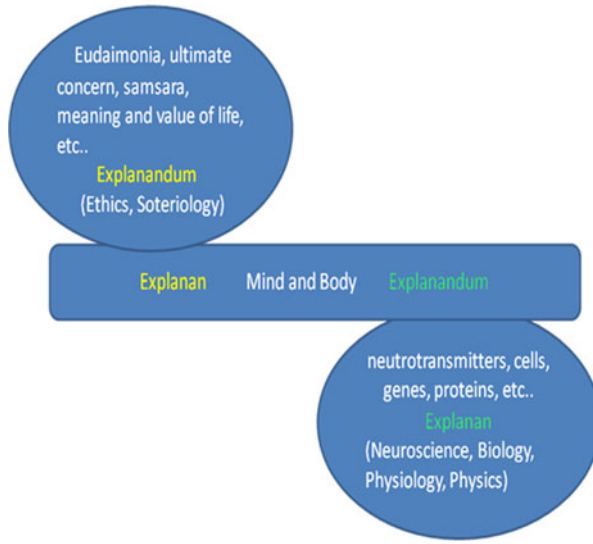 Eudaimonia, ultimate
concern, samsara,
meaning and value of life,
etc..
Explanandum
(Ethics, Soteriology)
Explanan Mind and Body Explanandum
neutrotransmitters, cells,
genes, proteins, etc..
Explanan
(Neuroscience, Biology,
Physiology, Physics)